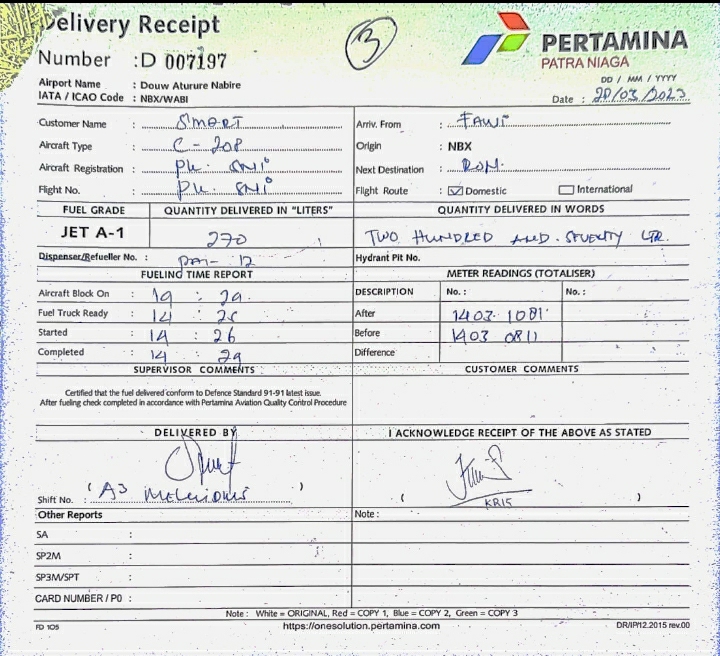 Delivery Receipt
3
PERTAMINA
PATRA NIAGA
Number : D 007197
DD / MM / YYYY
Airport Name : Douw Aturure Nabire
IATA / ICAO Code : NBX/WABI
Date : 28/03/2023
Customer Name : SMART
Arriv. From : FAWI
Aircraft Type : C - 208
Origin : NBX
Aircraft Registration : PK. SNI
Next Destination :
Flight No. : PK. SNI
Flight Route : Domestic International
FUEL GRADE QUANTITY DELIVERED IN "LITERS" QUANTITY DELIVERED IN WORDS
JET A-1 270 TWO HUNDRED AND. SEVENTY LTR.
Dispenser/Refueller No. : 12 Hydrant Pit No.
FUELING TIME REPORT METER READINGS (TOTALISER)
Aircraft Block On : 19 : 29. DESCRIPTION No. : No. :
Fuel Truck Ready : 14 : 25 After 1403 1081
Started : 14 : 26 Before 1403 0811
Completed : 14 : 29 Difference
SUPERVISOR COMMENTS CUSTOMER COMMENTS
Certified that the fuel delivered conform to Defence Standard 91-91 latest issue.
After fueling check completed in accordance with Pertamina Aviation Quality Control Procedure
DELIVERED BY I ACKNOWLEDGE RECEIPT OF THE ABOVE AS STATED
Shift No. : ( A3 ) ( KRIS )
Other Reports Note :
SA :
SP2M :
SP3M/SPT :
CARD NUMBER / PO :
Note : White = ORIGINAL, Red = COPY 1, Blue = COPY 2, Green = COPY 3
FD 105 https://onesolution.pertamina.com DR/IP/12.2015 rev.00